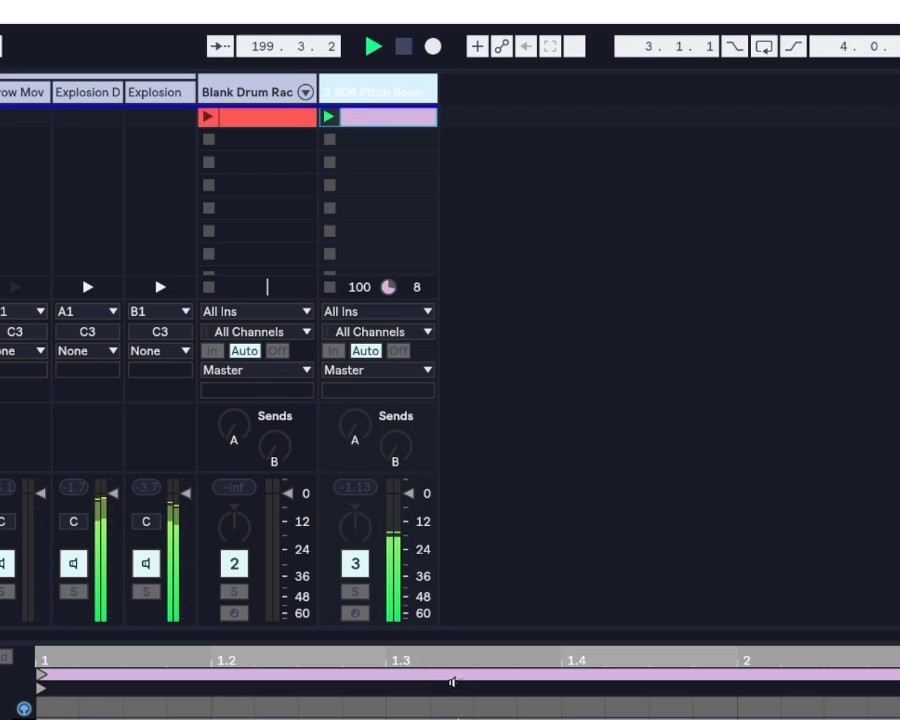 199 . 3 . 2
3 . 1 . 1
4 . 0 .
ow Mov
Explosion D
Explosion
Blank Drum Rac
3 808 Pitch Boom
100
8
1
A1
B1
All Ins
All Ins
C3
C3
C3
All Channels
All Channels
ne
None
None
In
Auto
Off
In
Auto
Off
Master
Master
Sends
Sends
A
A
B
B
.1
-1.7
-3.7
-Inf
0
-1.13
0
C
C
C
12
12
24
24
2
3
36
36
S
S
S
S
S
48
48
60
60
d
1
1.2
1.3
1.4
2